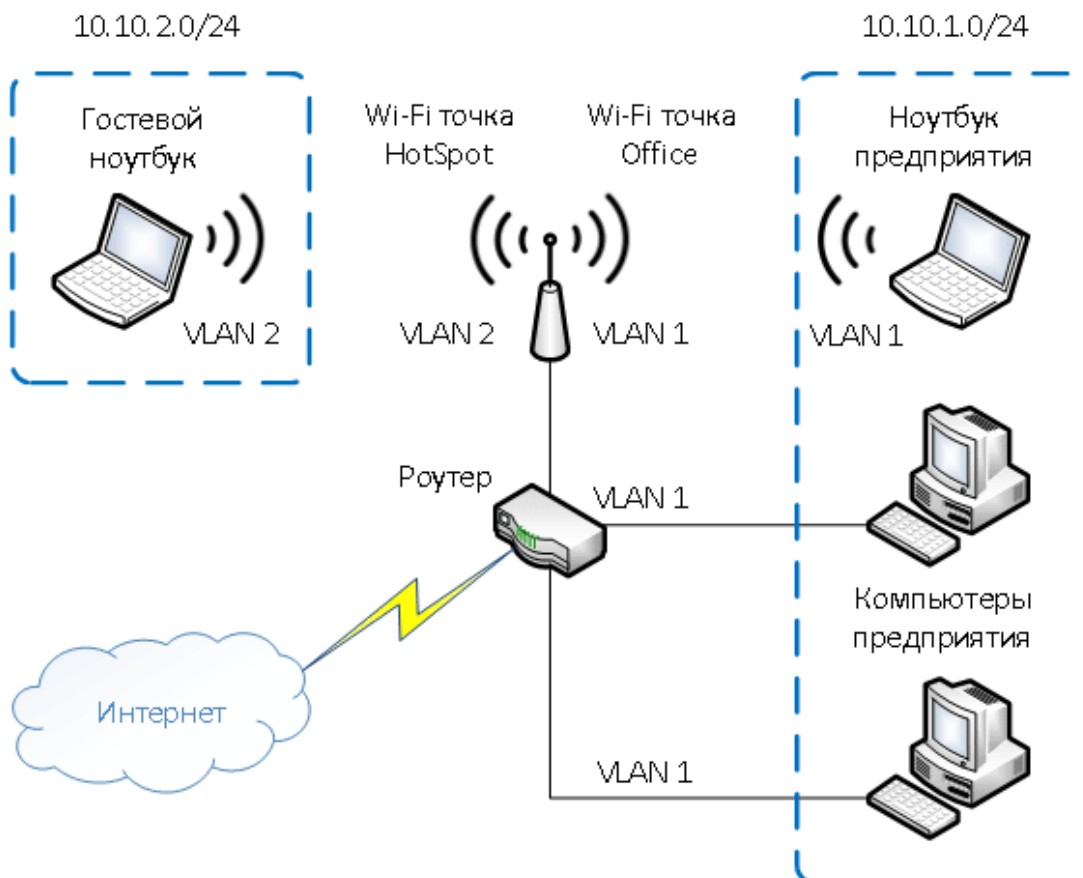 10.10.2.0/24
10.10.1.0/24
Гостевой
ноутбук
Wi-Fi точка
HotSpot
Wi-Fi точка
Office
Ноутбук
предприятия
VLAN 2
VLAN 2
VLAN 1
VLAN 1
Роутер
VLAN 1
Компьютеры
предприятия
Интернет
VLAN 1